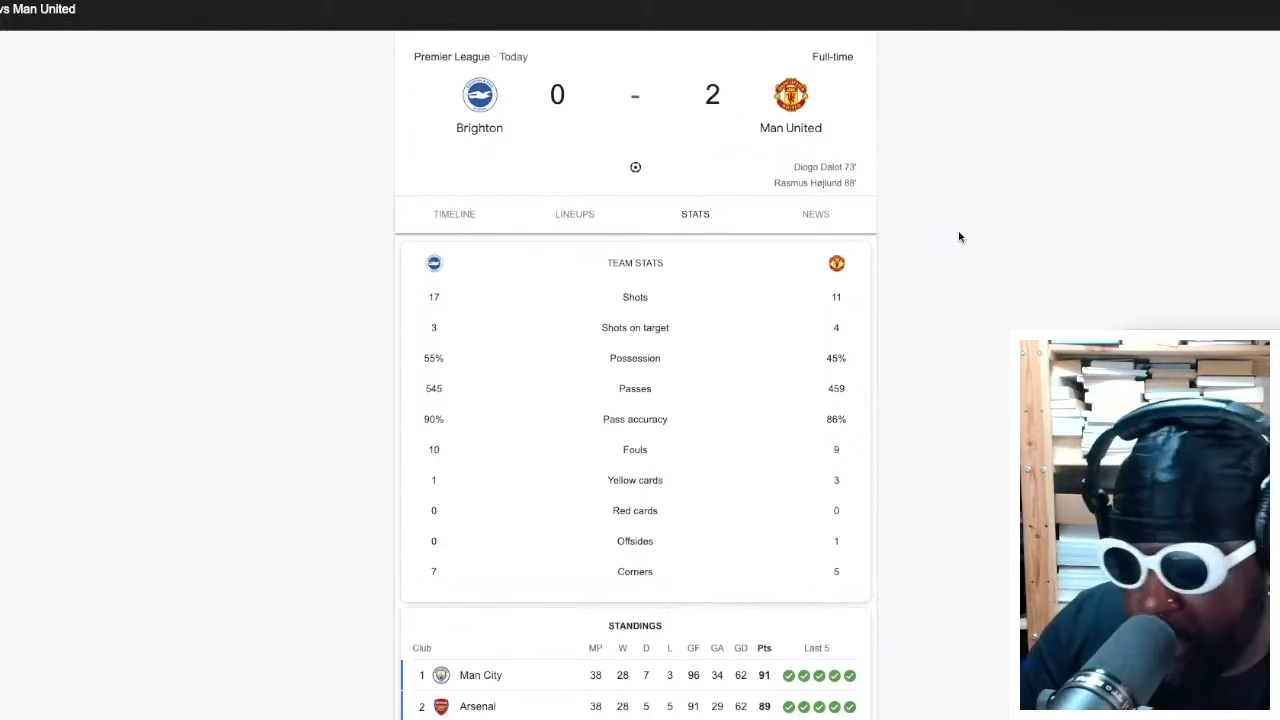 vs Man United
Premier League · Today Full-time
0 - 2
Brighton Man United
Diogo Dalot 73'
Rasmus Højlund 88'
TIMELINE LINEUPS STATS NEWS
TEAM STATS
17 Shots 11
3 Shots on target 4
55% Possession 45%
545 Passes 459
90% Pass accuracy 86%
10 Fouls 9
1 Yellow cards 3
0 Red cards 0
0 Offsides 1
7 Corners 5
STANDINGS
Club MP W D L GF GA GD Pts Last 5
1 Man City 38 28 7 3 96 34 62 91
2 Arsenal 38 28 5 5 91 29 62 89